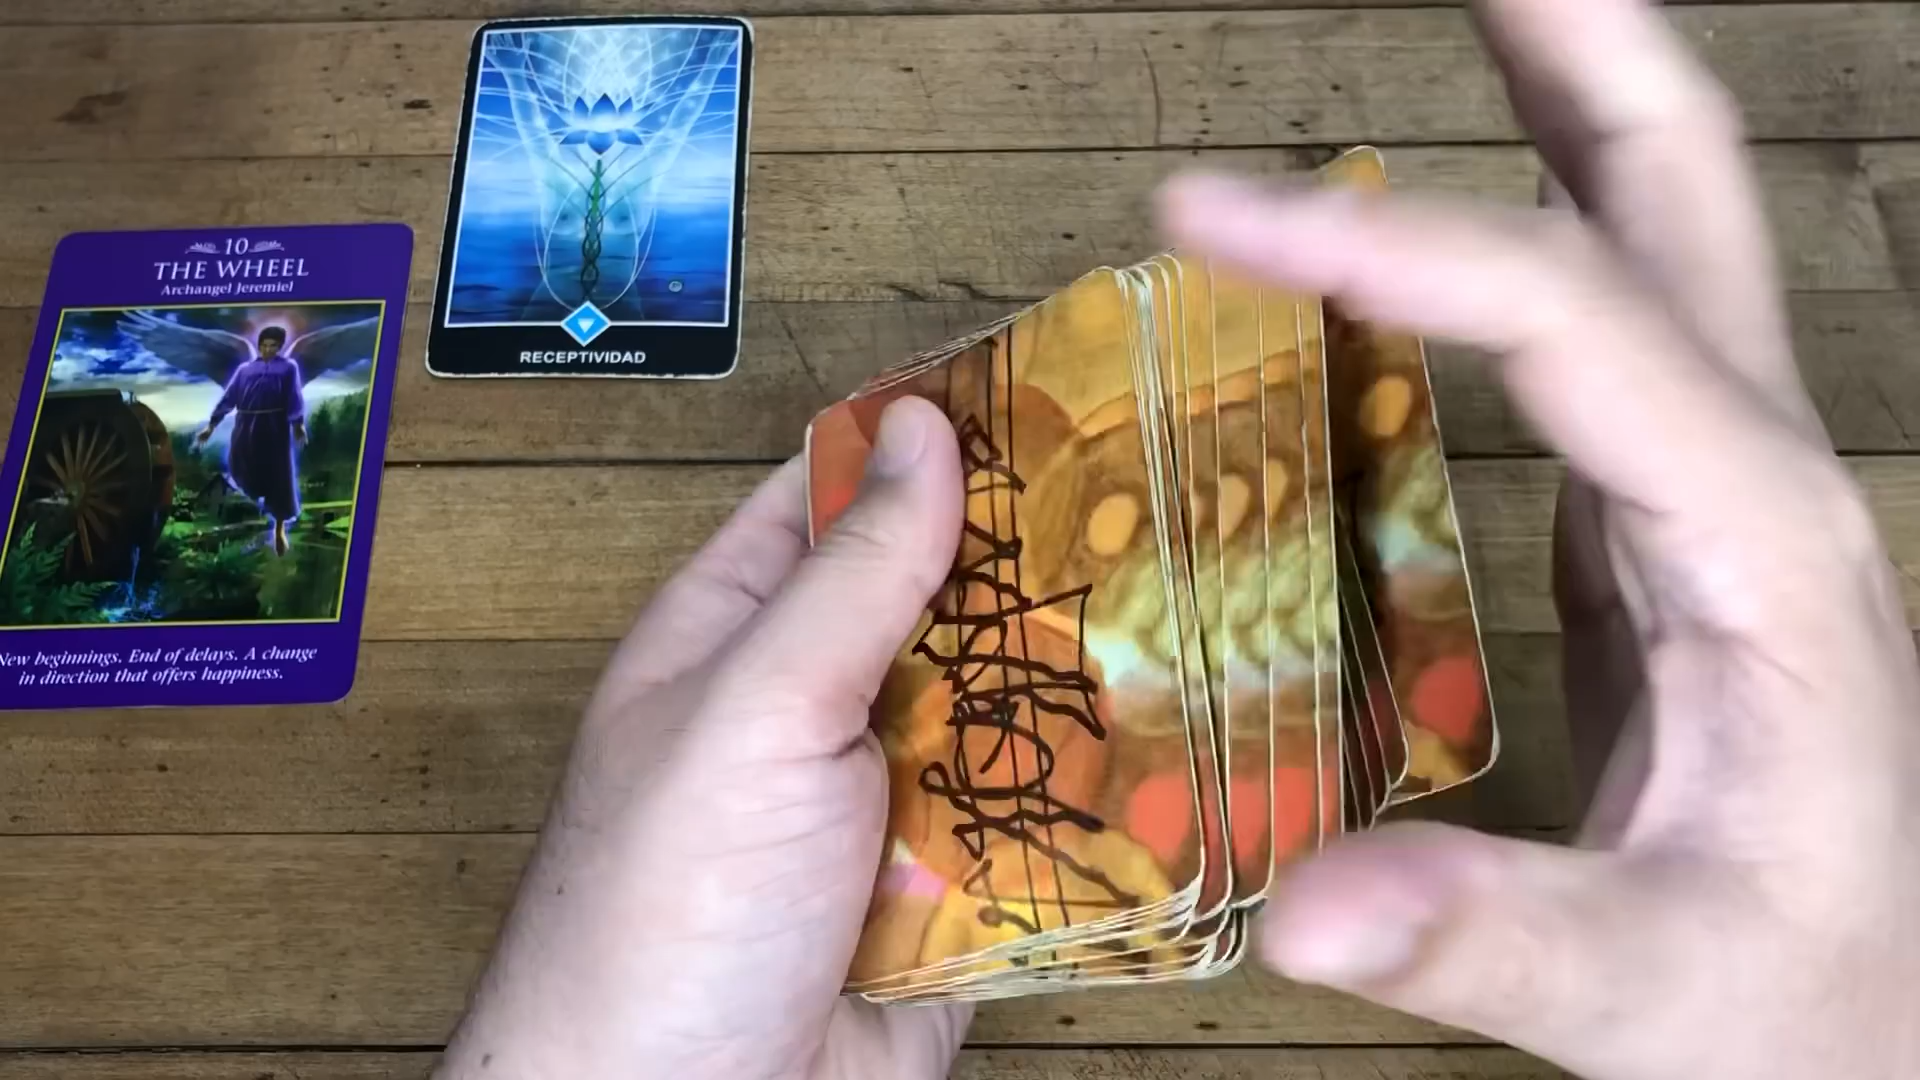 10
THE WHEEL
Archangel Jeremiel
New beginnings. End of delays. A change
in direction that offers happiness.
RECEPTIVIDAD